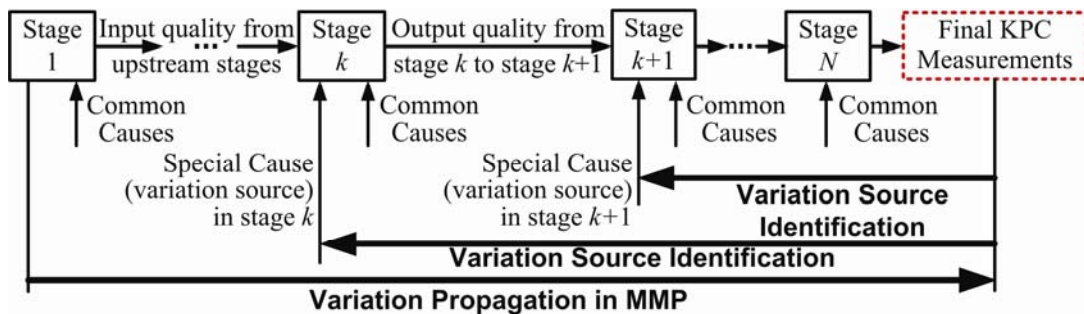 Stage
1
Input quality from
upstream stages
Stage
k
Output quality from
stage k to stage k+1
Stage
k+1
Stage
N
Final KPC
Measurements
Common
Causes
Common
Causes
Common
Causes
Common
Causes
Special Cause
(variation source)
in stage k
Special Cause
(variation source)
in stage k+1
Variation Source
Identification
Variation Source Identification
Variation Propagation in MMP